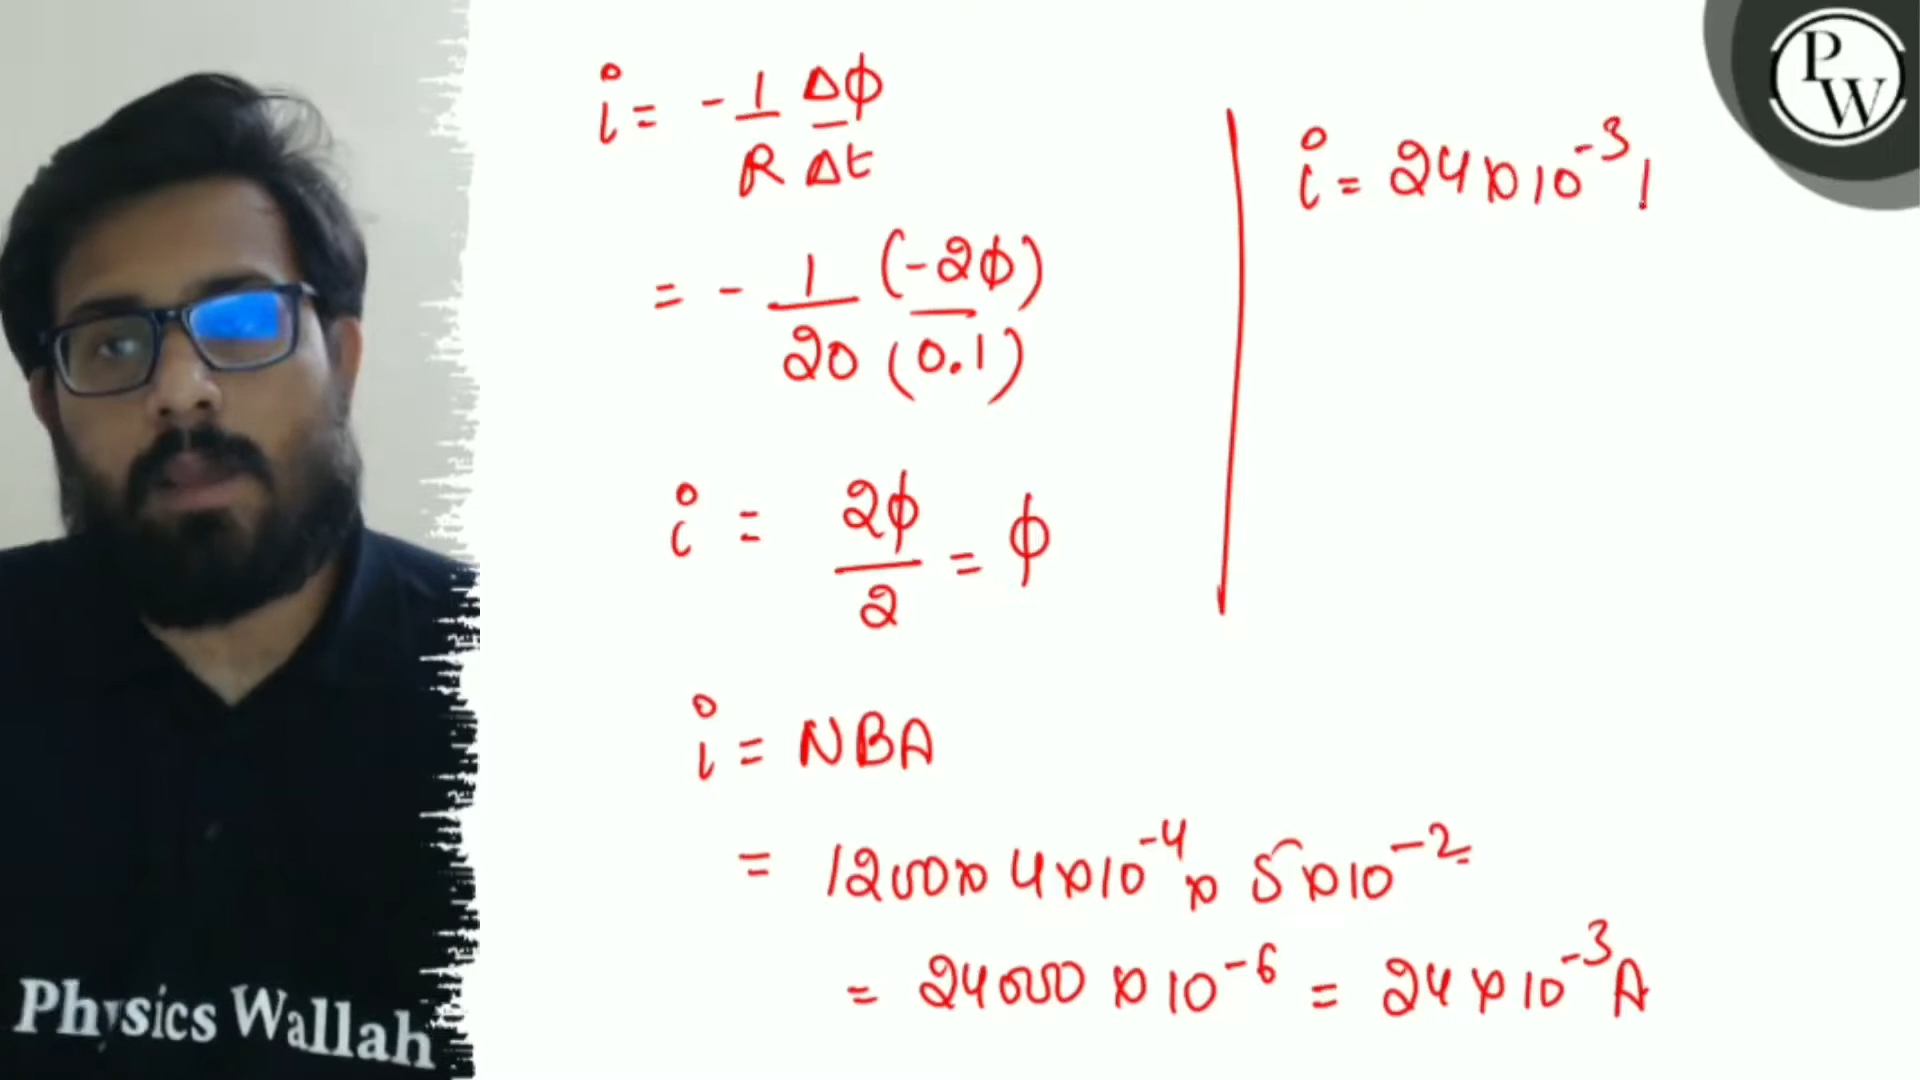 PW
i = - 1/R Δϕ/Δt
= - 1/20 (-2ϕ)/(0.1)
i = 2ϕ/2 = ϕ
i = NBA
= 1200 × 4×10⁻⁴ × 5×10⁻²
= 24000 × 10⁻⁶ = 24 × 10⁻³ A
i = 24×10⁻³
Physics Wallah